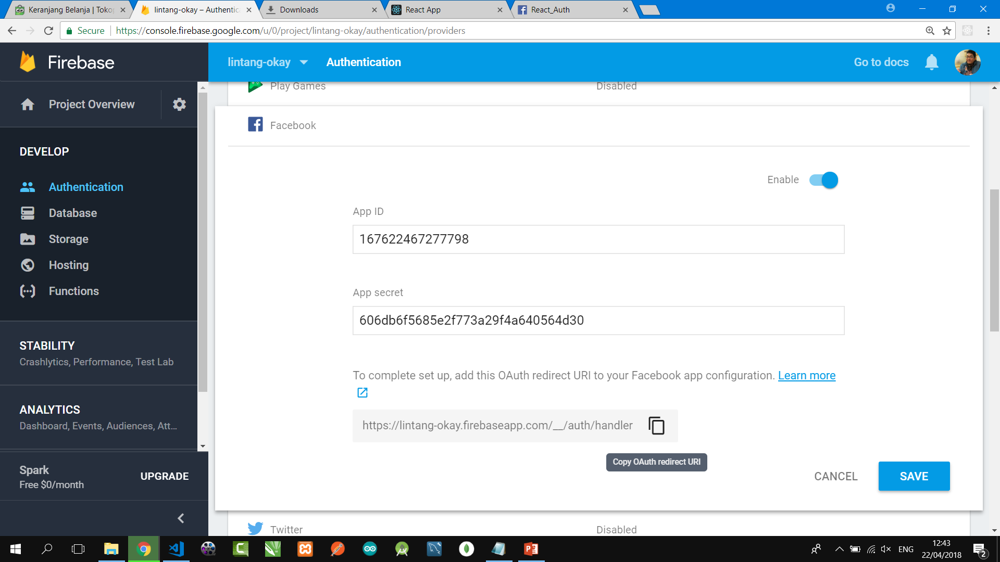 Keranjang Belanja | Toko
lintang-okay – Authentic
Downloads
React App
React_Auth
Secure
https://console.firebase.google.com/u/0/project/lintang-okay/authentication/providers
Firebase
lintang-okay
Authentication
Go to docs
Project Overview
DEVELOP
Authentication
Database
Storage
Hosting
Functions
STABILITY
Crashlytics, Performance, Test Lab
ANALYTICS
Dashboard, Events, Audiences, Att...
Spark
Free $0/month
UPGRADE
Play Games
Disabled
Facebook
Enable
App ID
167622467277798
App secret
606db6f5685e2f773a29f4a640564d30
To complete set up, add this OAuth redirect URI to your Facebook app configuration. Learn more
https://lintang-okay.firebaseapp.com/__/auth/handler
Copy OAuth redirect URI
CANCEL
SAVE
Twitter
Disabled
ENG
12:43
22/04/2018
2